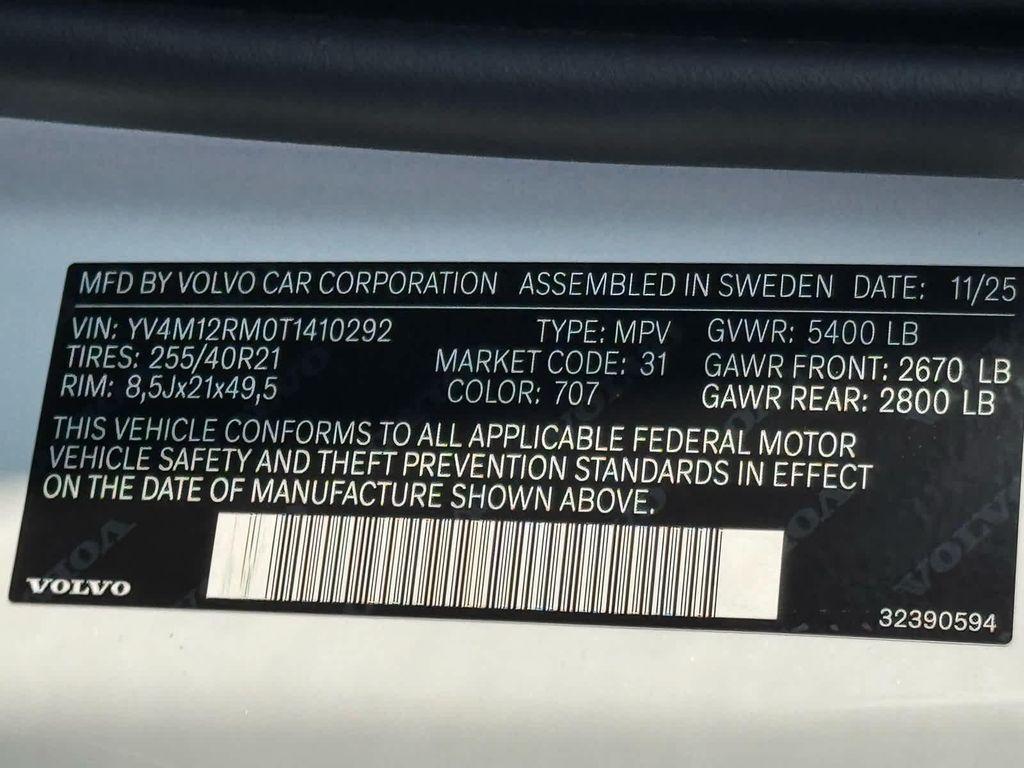 MFD BY VOLVO CAR CORPORATION ASSEMBLED IN SWEDEN DATE: 11/25
VIN: YV4M12RM0T1410292 TYPE: MPV GVWR: 5400 LB
TIRES: 255/40R21 MARKET CODE: 31 GAWR FRONT: 2670 LB
RIM: 8,5Jx21x49,5 COLOR: 707 GAWR REAR: 2800 LB
THIS VEHICLE CONFORMS TO ALL APPLICABLE FEDERAL MOTOR
VEHICLE SAFETY AND THEFT PREVENTION STANDARDS IN EFFECT
ON THE DATE OF MANUFACTURE SHOWN ABOVE.
VOLVO
32390594